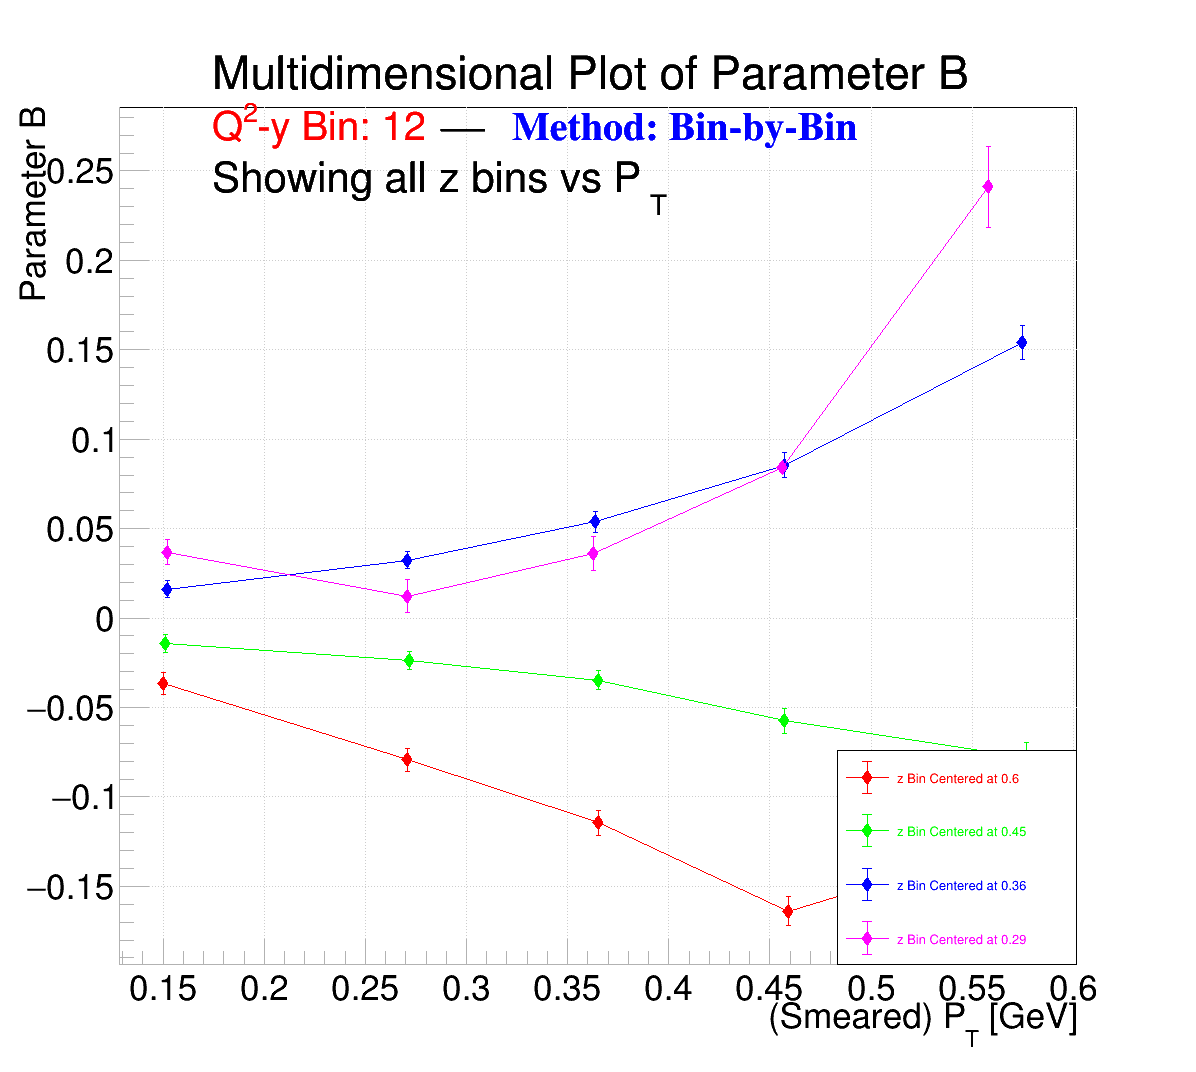 Multidimensional Plot of Parameter B
Q2-y Bin: 12 — Method: Bin-by-Bin
Showing all z bins vs PT
Parameter B
0.25
0.2
0.15
0.1
0.05
0
−0.05
−0.1
−0.15
z Bin Centered at 0.6
z Bin Centered at 0.45
z Bin Centered at 0.36
z Bin Centered at 0.29
0.15 0.2 0.25 0.3 0.35 0.4 0.45 0.5 0.55 0.6
(Smeared) PT [GeV]